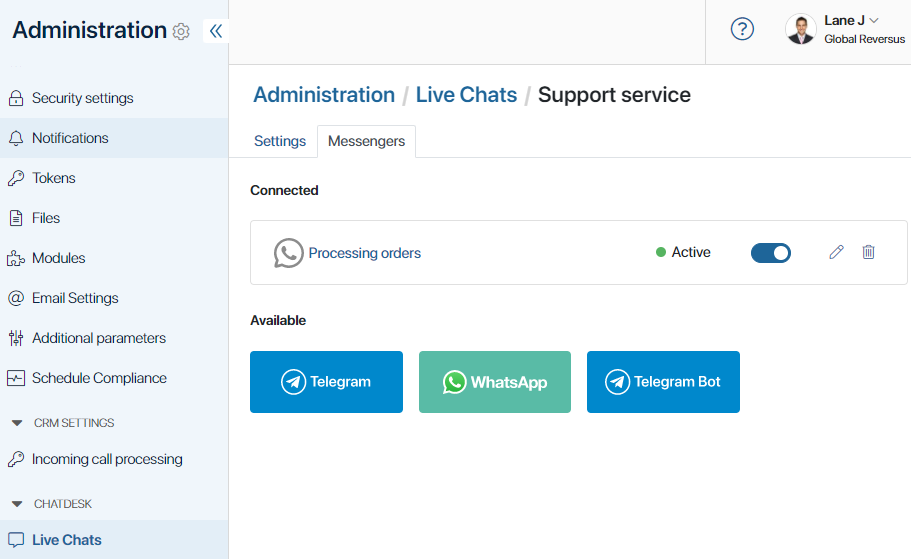 Administration
?
Lane J
Global Reversus
Security settings
Notifications
Tokens
Files
Modules
Email Settings
Additional parameters
Schedule Compliance
CRM SETTINGS
Incoming call processing
CHATDESK
Live Chats
Administration / Live Chats / Support service
Settings Messengers
Connected
Processing orders Active
Available
Telegram WhatsApp Telegram Bot